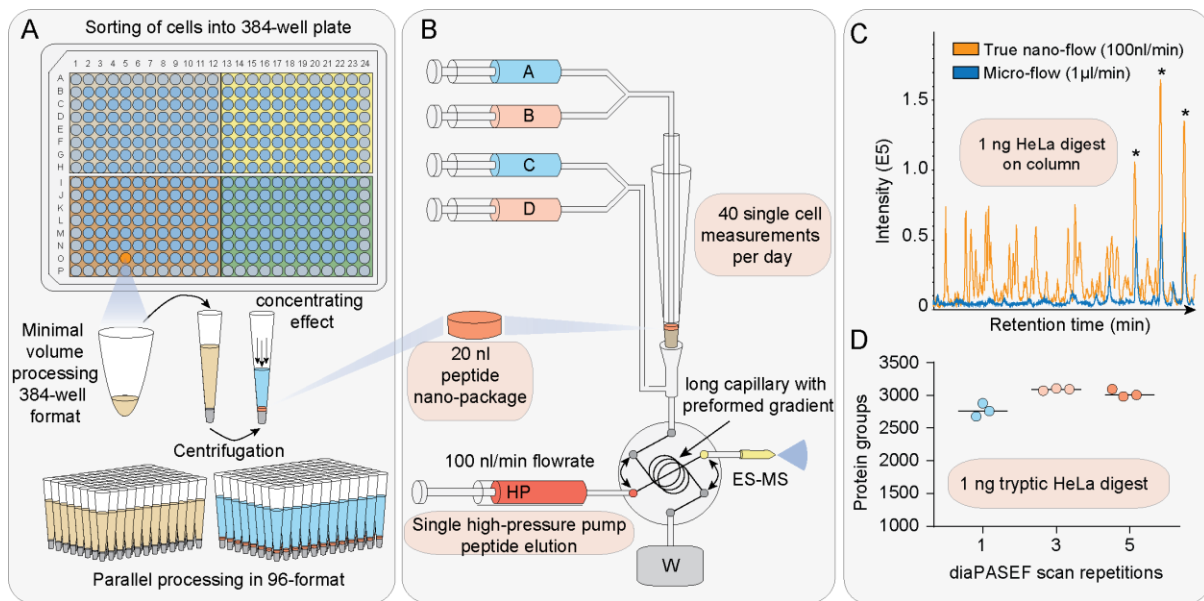 A
Sorting of cells into 384-well plate
1 2 3 4 5 6 7 8 9 10 11 12 13 14 15 16 17 18 19 20 21 22 23 24
A
B
C
D
E
F
G
H
I
J
K
L
M
N
O
P
Minimal
volume
processing
384-well
format
concentrating
effect
Centrifugation
Parallel processing in 96-format
B
A
B
C
D
40 single cell
measurements
per day
20 nl
peptide
nano-package
long capillary with
preformed gradient
100 nl/min flowrate
HP
ES-MS
Single high-pressure pump
peptide elution
W
C
True nano-flow (100nl/min)
Micro-flow (1µl/min)
*
*
*
1 ng HeLa digest
on column
Intensity (E5)
1.5
1.0
0.5
0
Retention time (min)
D
Protein groups
3500
3000
2500
2000
1500
1000
1 ng tryptic HeLa digest
1 3 5
diaPASEF scan repetitions